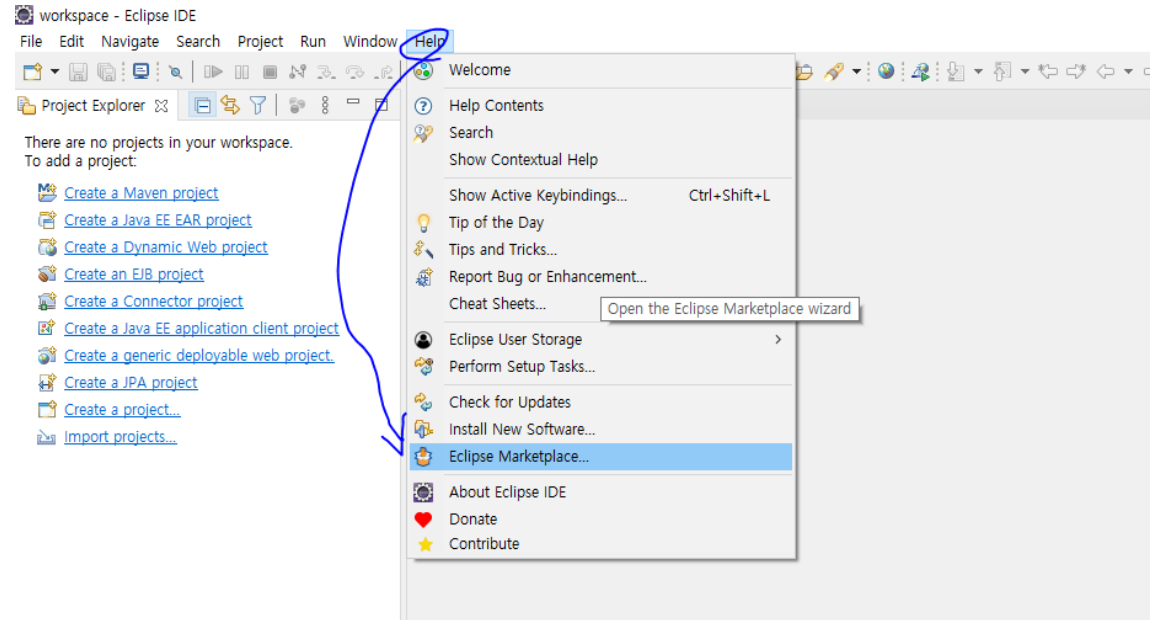 workspace - Eclipse IDE
File Edit Navigate Search Project Run Window Help
Project Explorer
There are no projects in your workspace.
To add a project:
Create a Maven project
Create a Java EE EAR project
Create a Dynamic Web project
Create an EJB project
Create a Connector project
Create a Java EE application client project
Create a generic deployable web project.
Create a JPA project
Create a project...
Import projects...
Welcome
Help Contents
Search
Show Contextual Help
Show Active Keybindings... Ctrl+Shift+L
Tip of the Day
Tips and Tricks...
Report Bug or Enhancement...
Cheat Sheets...
Open the Eclipse Marketplace wizard
Eclipse User Storage
Perform Setup Tasks...
Check for Updates
Install New Software...
Eclipse Marketplace...
About Eclipse IDE
Donate
Contribute